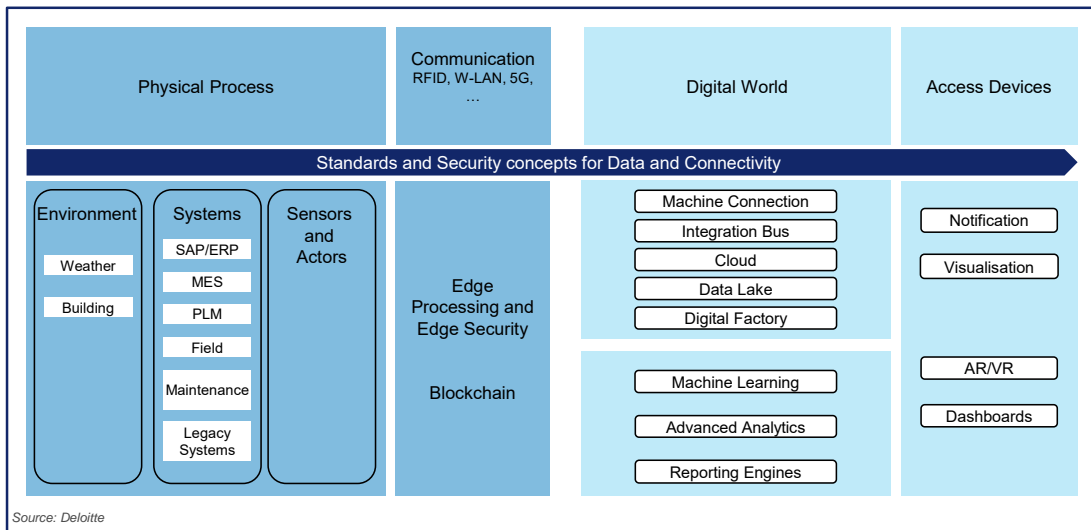 Physical Process
Communication
RFID, W-LAN, 5G,
…
Digital World
Access Devices
Standards and Security concepts for Data and Connectivity
Environment
Weather
Building
Systems
SAP/ERP
MES
PLM
Field
Maintenance
Legacy
Systems
Sensors
and
Actors
Edge
Processing and
Edge Security
Blockchain
Machine Connection
Integration Bus
Cloud
Data Lake
Digital Factory
Machine Learning
Advanced Analytics
Reporting Engines
Notification
Visualisation
AR/VR
Dashboards
Source: Deloitte